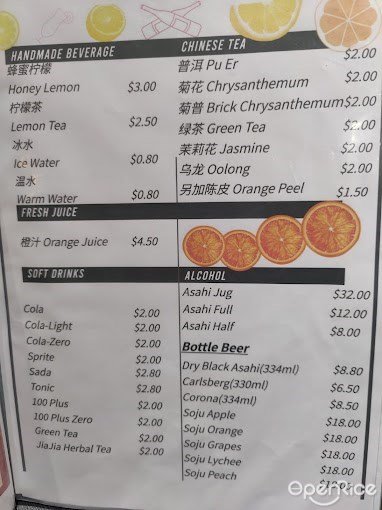 HANDMADE BEVERAGE
蜂蜜柠檬
Honey Lemon $3.00
柠檬茶
Lemon Tea $2.50
冰水
Ice Water $0.80
温水
Warm Water $0.80
CHINESE TEA
普洱 Pu Er $2.00
菊花 Chrysanthemum $2.00
菊普 Brick Chrysanthemum $2.00
绿茶 Green Tea $2.00
茉莉花 Jasmine $2.00
乌龙 Oolong $2.00
另加陈皮 Orange Peel $1.50
FRESH JUICE
橙汁 Orange Juice $4.50
SOFT DRINKS
Cola $2.00
Cola-Light $2.00
Cola-Zero $2.00
Sprite $2.00
Sada $2.80
Tonic $2.80
100 Plus $2.00
100 Plus Zero $2.00
Green Tea $2.00
JiaJia Herbal Tea $2.00
ALCOHOL
Asahi Jug $32.00
Asahi Full $12.00
Asahi Half $8.00
Bottle Beer
Dry Black Asahi(334ml) $8.80
Carlsberg(330ml) $6.50
Corona(334ml) $8.50
Soju Apple $18.00
Soju Orange $18.00
Soju Grapes $18.00
Soju Lychee $18.00
Soju Peach
OpenRice